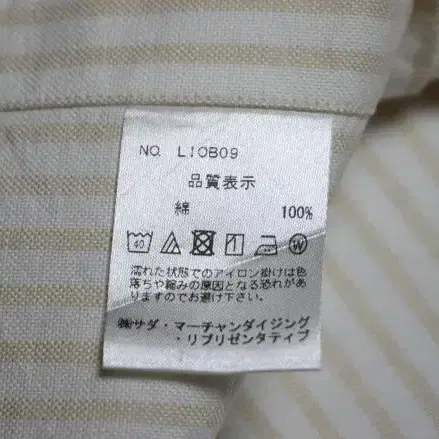 NO. L10B09
品質表示
綿 100%
40 W
濡れた状態でのアイロン掛けは色
落ちや縮みの原因となる恐れがあ
りますのでお避け下さい。
㈱サダ・マーチャンダイジング
・リプリゼンタティブ